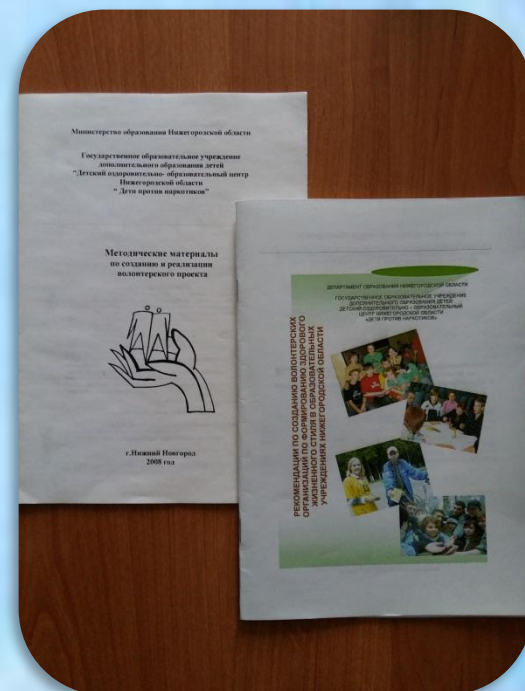 Министерство образования Нижегородской области
Государственное образовательное учреждение
дополнительного образования детей
"Детский оздоровительно- образовательный центр
Нижегородской области
" Дети против наркотиков"
Методические материалы
по созданию и реализации
волонтерского проекта
г.Нижний Новгород
2008 год
ДЕПАРТАМЕНТ ОБРАЗОВАНИЯ НИЖЕГОРОДСКОЙ ОБЛАСТИ
ГОСУДАРСТВЕННОЕ ОБРАЗОВАТЕЛЬНОЕ УЧРЕЖДЕНИЕ
ДОПОЛНИТЕЛЬНОГО ОБРАЗОВАНИЯ ДЕТЕЙ
ДЕТСКИЙ ОЗДОРОВИТЕЛЬНО - ОБРАЗОВАТЕЛЬНЫЙ
ЦЕНТР НИЖЕГОРОДСКОЙ ОБЛАСТИ
«ДЕТИ ПРОТИВ НАРКОТИКОВ»
РЕКОМЕНДАЦИИ ПО СОЗДАНИЮ ВОЛОНТЕРСКИХ
ОРГАНИЗАЦИЙ ПО ФОРМИРОВАНИЮ ЗДОРОВОГО
ЖИЗНЕННОГО СТИЛЯ В ОБРАЗОВАТЕЛЬНЫХ
УЧРЕЖДЕНИЯХ НИЖЕГОРОДСКОЙ ОБЛАСТИ